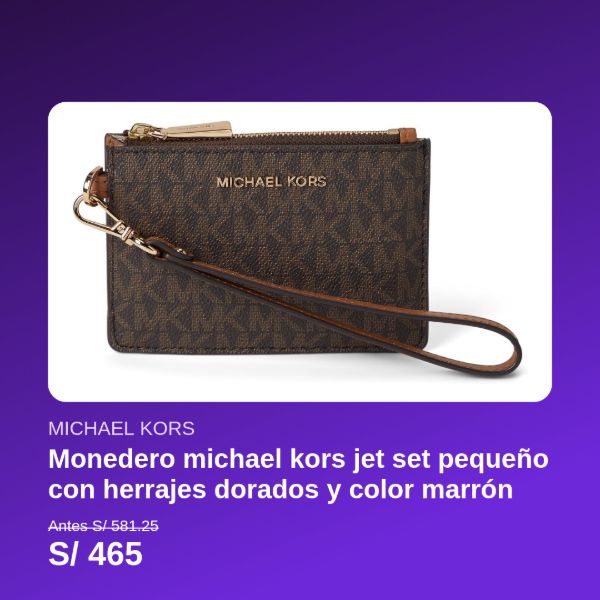 MICHAEL KORS
MICHAEL KORS
Monedero michael kors jet set pequeño
con herrajes dorados y color marrón
Antes S/ 581.25
S/ 465